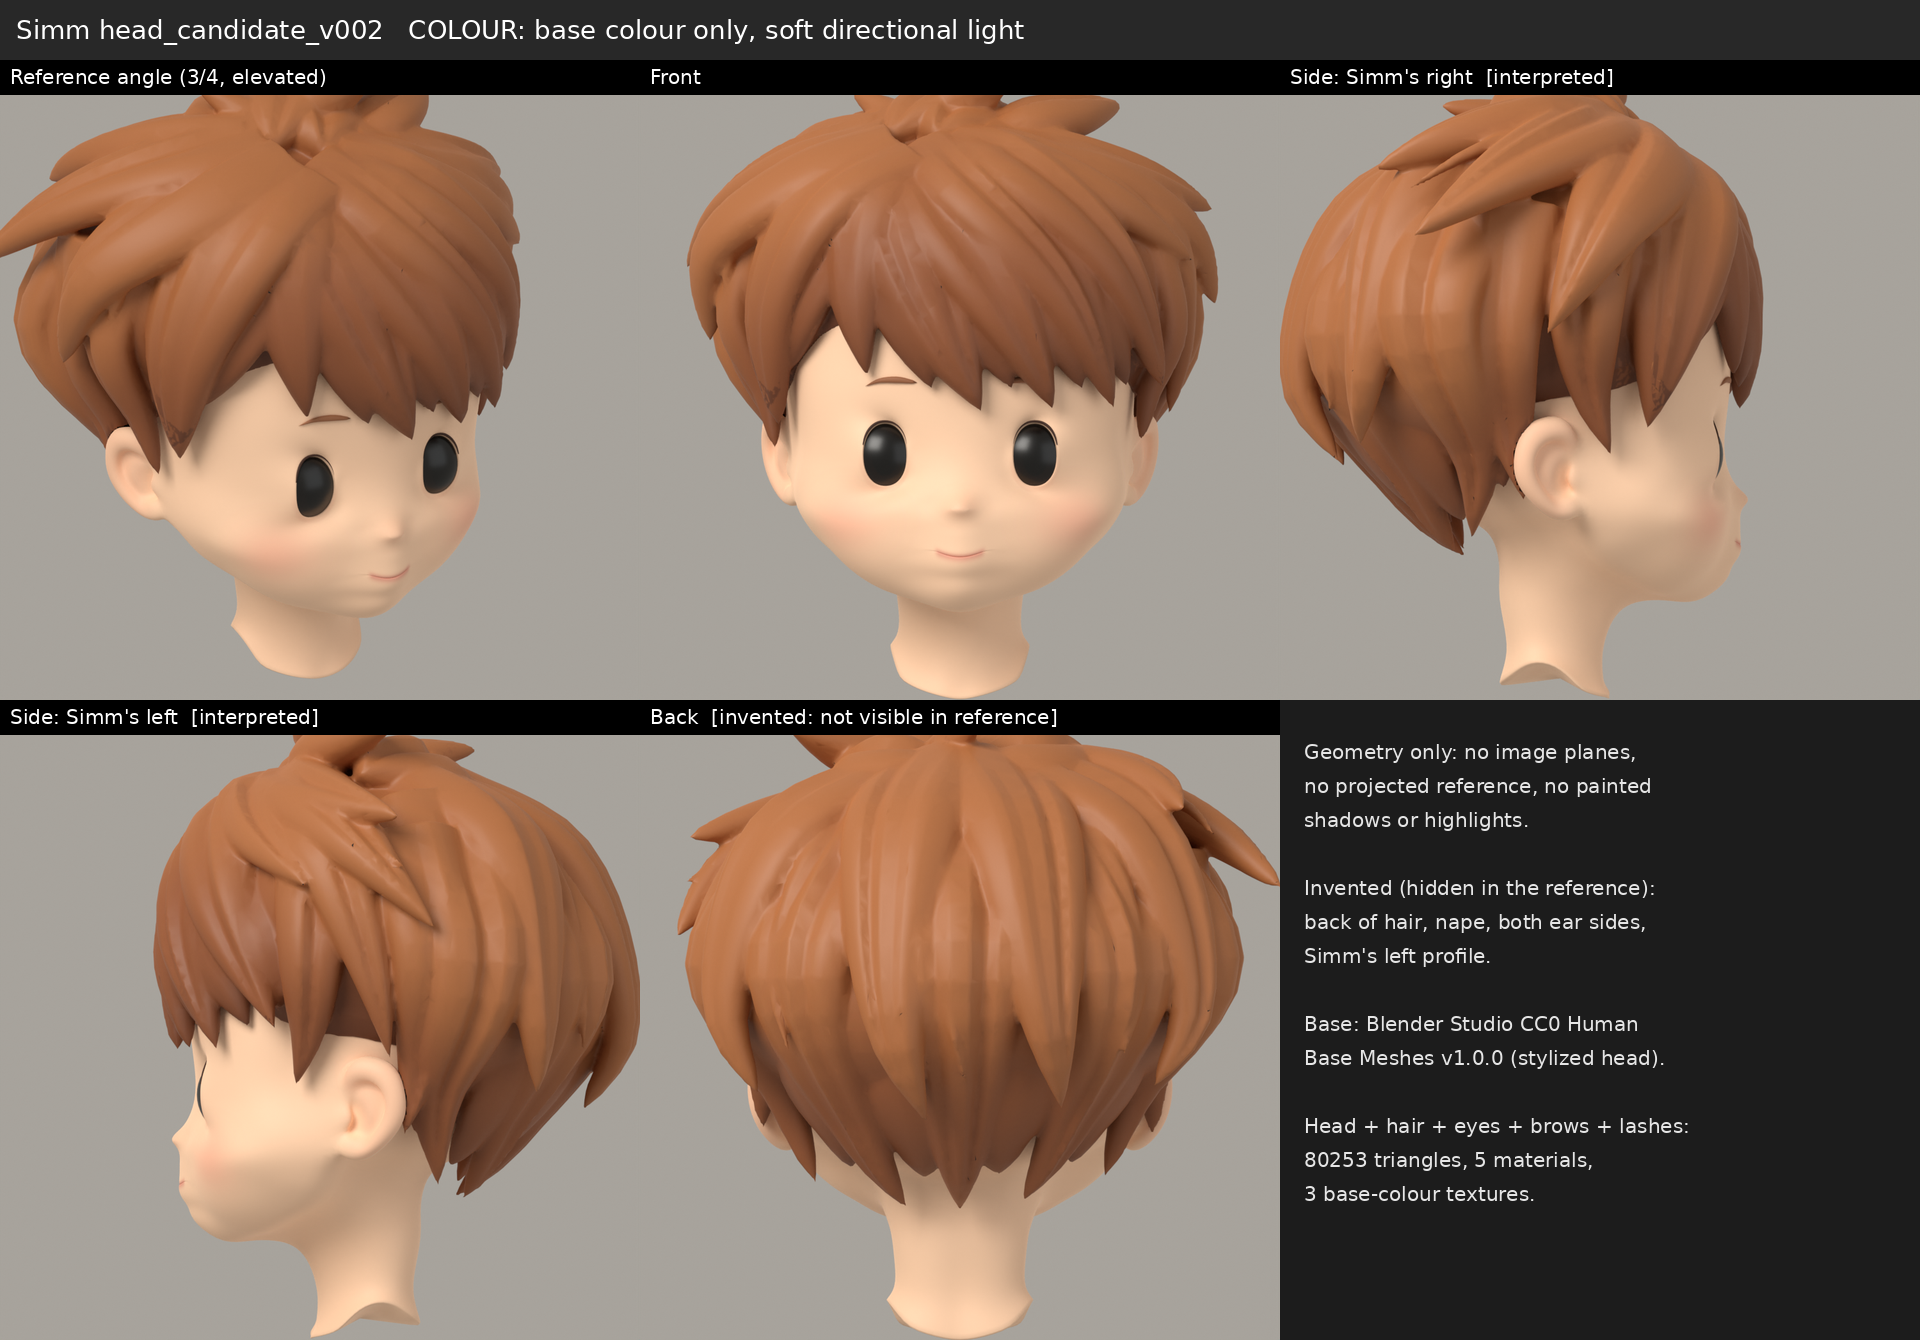 Simm head_candidate_v002   COLOUR: base colour only, soft directional light
Reference angle (3/4, elevated)
Front
Side: Simm's right  [interpreted]
Side: Simm's left  [interpreted]
Back  [invented: not visible in reference]
Geometry only: no image planes,
no projected reference, no painted
shadows or highlights.
Invented (hidden in the reference):
back of hair, nape, both ear sides,
Simm's left profile.
Base: Blender Studio CC0 Human
Base Meshes v1.0.0 (stylized head).
Head + hair + eyes + brows + lashes:
80253 triangles, 5 materials,
3 base-colour textures.